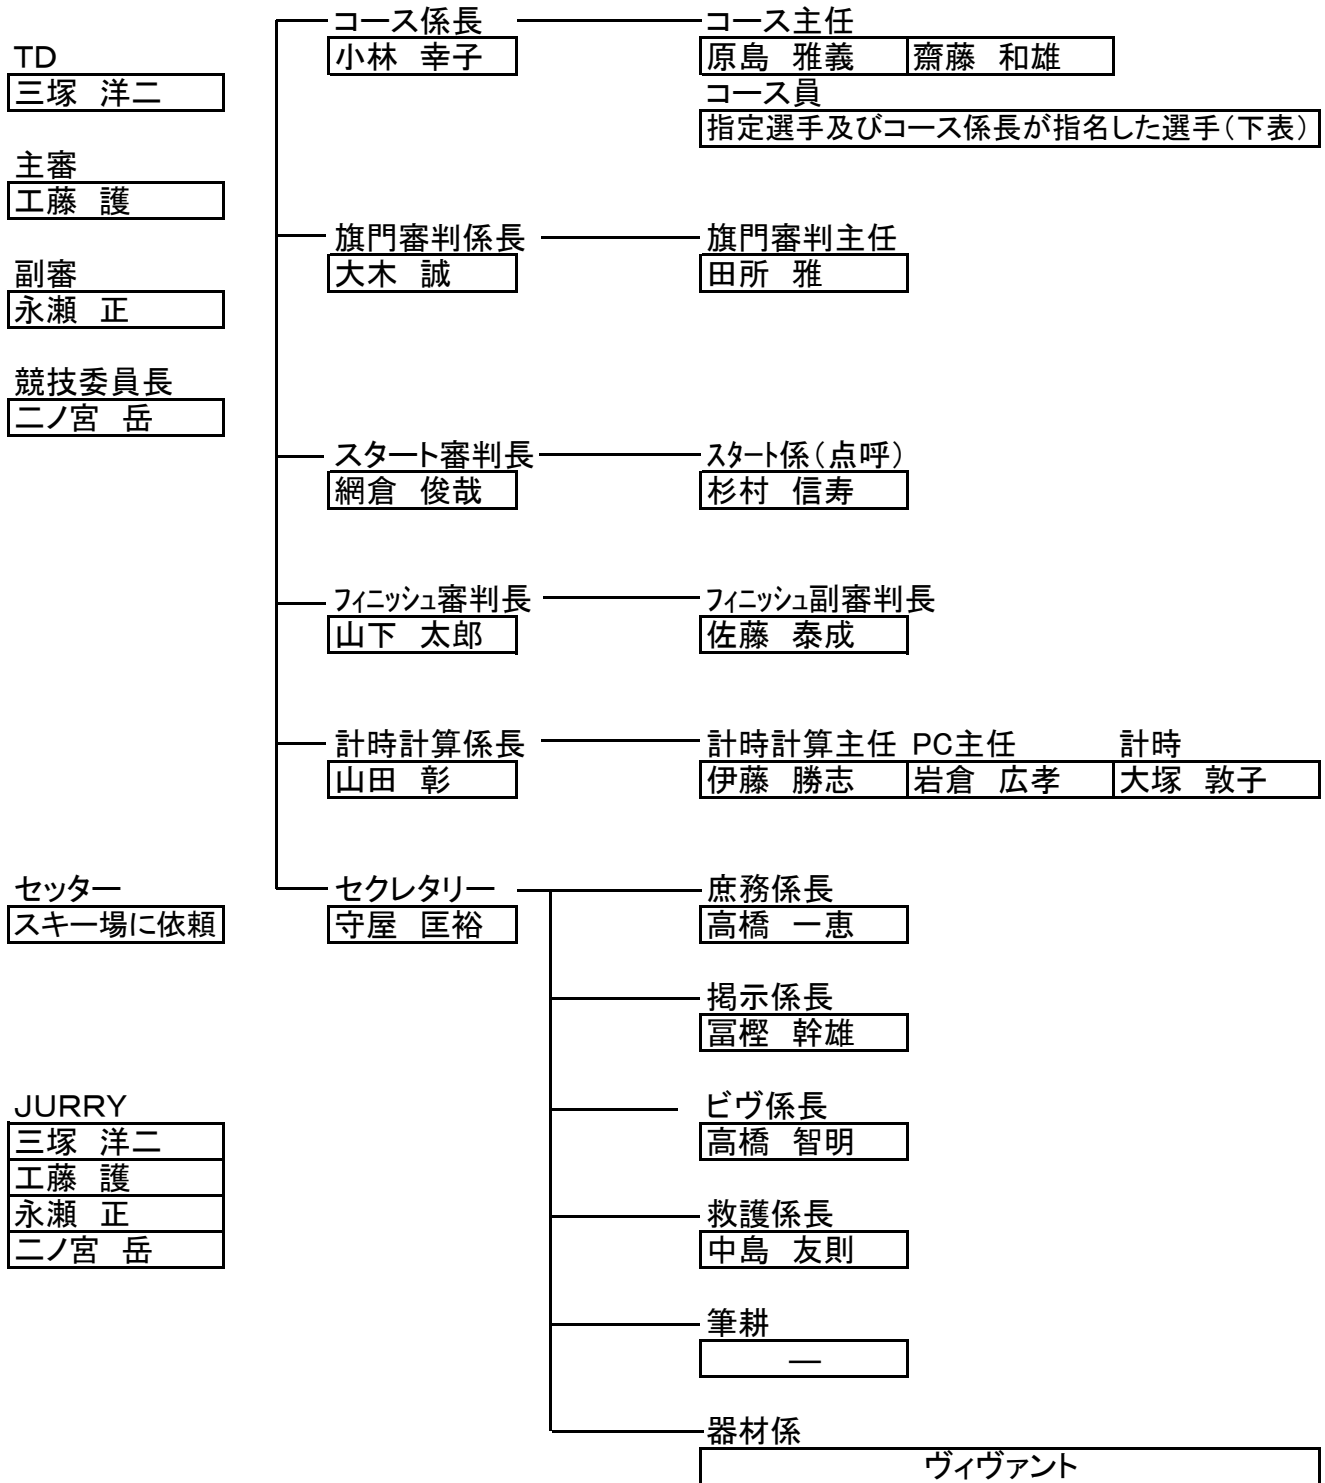 TD
三塚 洋二
主審
工藤 護
副審
永瀬 正
競技委員長
二ノ宮 岳
コース係長
小林 幸子
コース主任
原島 雅義 齋藤 和雄
コース員
指定選手及びコース係長が指名した選手(下表)
旗門審判係長
大木 誠
旗門審判主任
田所 雅
スタート審判長
網倉 俊哉
ｽﾀｰﾄ係(点呼)
杉村 信寿
ﾌｨﾆｯｼｭ審判長
山下 太郎
ﾌｨﾆｯｼｭ副審判長
佐藤 泰成
計時計算係長
山田 彰
計時計算主任 PC主任 計時
伊藤 勝志 岩倉 広孝 大塚 敦子
セッター
スキー場に依頼
セクレタリー
守屋 匡裕
庶務係長
高橋 一恵
掲示係長
冨樫 幹雄
ビヴ係長
高橋 智明
救護係長
中島 友則
筆耕
―
器材係
ヴィヴァント
JURRY
三塚 洋二
工藤 護
永瀬 正
二ノ宮 岳